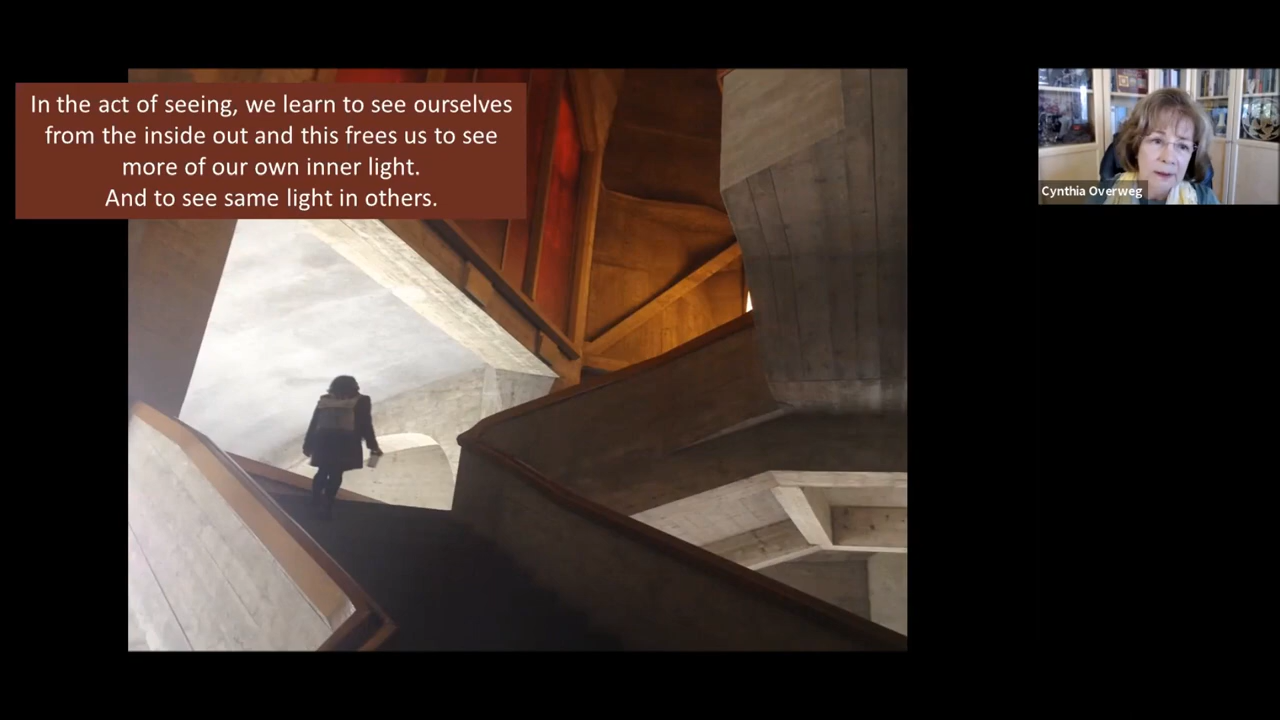 In the act of seeing, we learn to see ourselves
from the inside out and this frees us to see
more of our own inner light.
And to see same light in others.
Cynthia Overweg